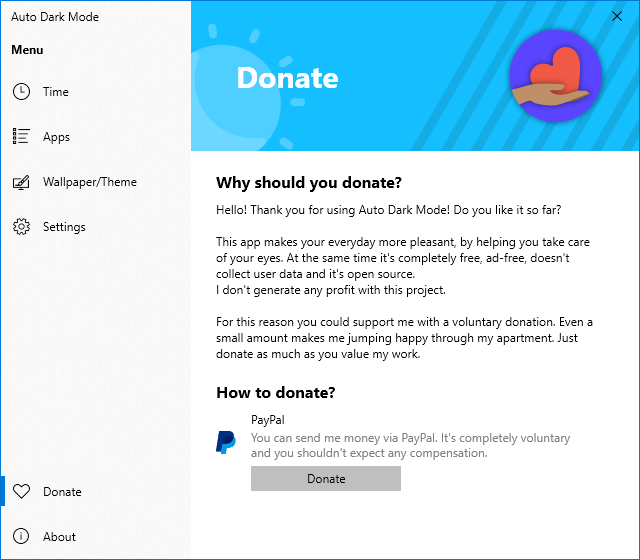 Auto Dark Mode
Menu
Time
Apps
Wallpaper/Theme
Settings
Donate
About
Donate
Why should you donate?
Hello! Thank you for using Auto Dark Mode! Do you like it so far?
This app makes your everyday more pleasant, by helping you take care
of your eyes. At the same time it's completely free, ad-free, doesn't
collect user data and it's open source.
I don't generate any profit with this project.
For this reason you could support me with a voluntary donation. Even a
small amount makes me jumping happy through my apartment. Just
donate as much as you value my work.
How to donate?
PayPal
You can send me money via PayPal. It's completely voluntary
and you shouldn't expect any compensation.
Donate